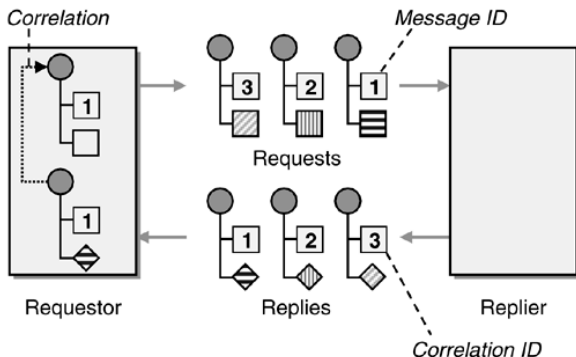 Correlation
Message ID
1
3
2
1
Requests
1
1
2
3
Requestor
Replies
Replier
Correlation ID